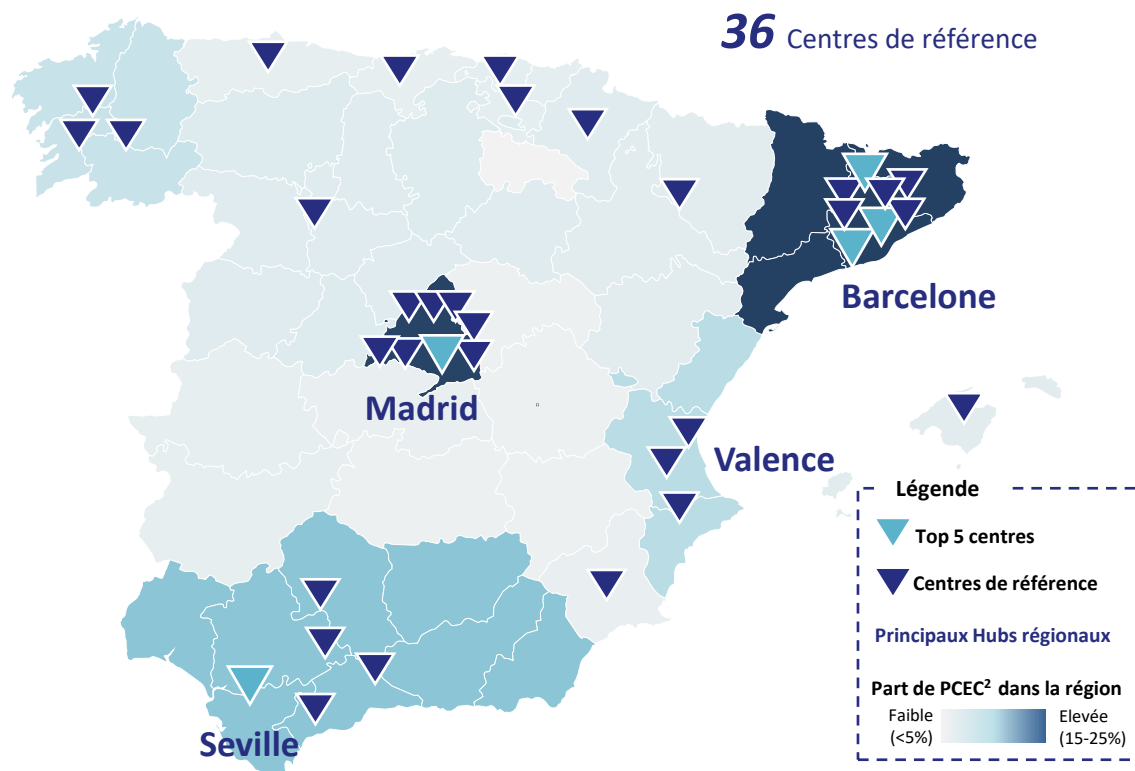 36 Centres de référence
Barcelone
Madrid
Valence
Seville
Légende
Top 5 centres
Centres de référence
Principaux Hubs régionaux
Part de PCEC² dans la région
Faible
(<5%)
Elevée
(15-25%)